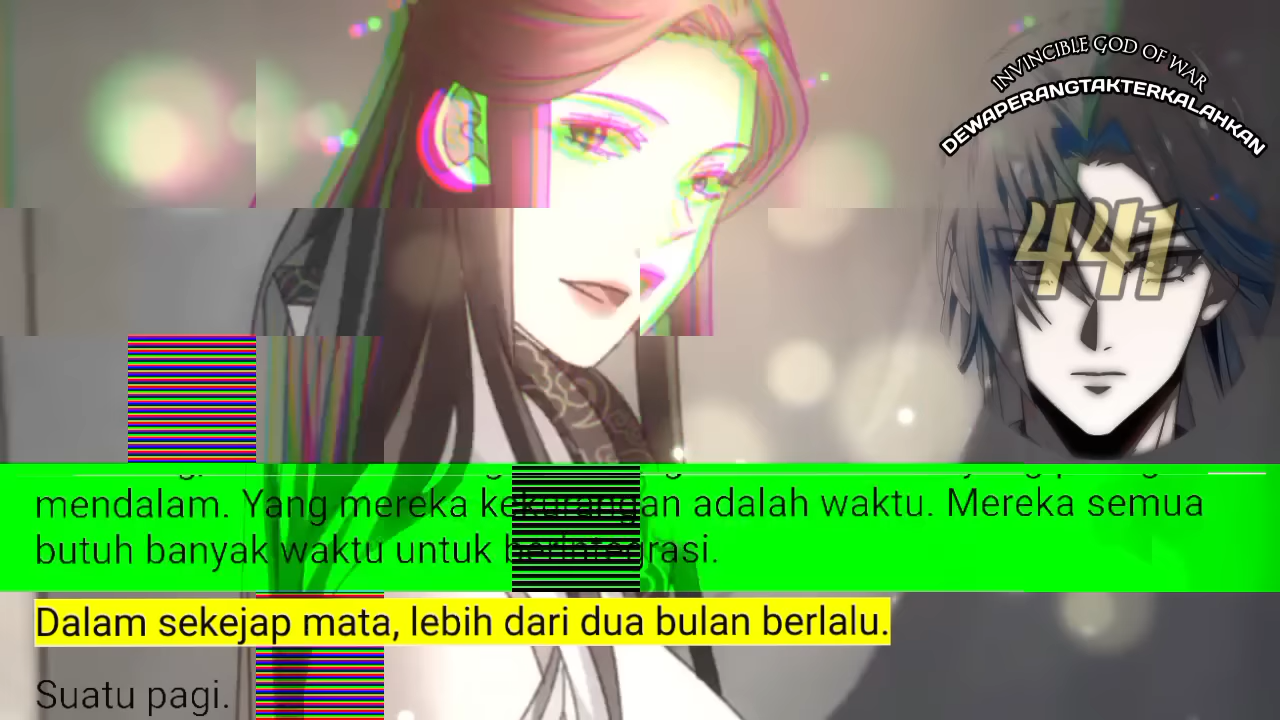 INVINCIBLE GOD OF WAR
DEWAPERANGTAKTERKALAHKAN
441
mendalam. Yang mereka kekurangan adalah waktu. Mereka semua
butuh banyak waktu untuk berintegrasi.
Dalam sekejap mata, lebih dari dua bulan berlalu.
Suatu pagi.